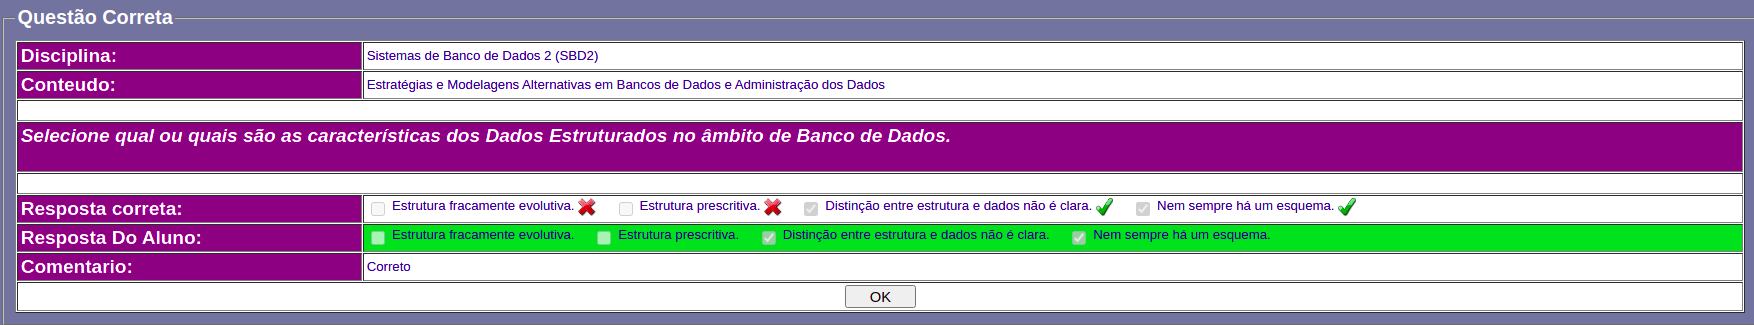 Questão Correta
Disciplina: Sistemas de Banco de Dados 2 (SBD2)
Conteudo: Estratégias e Modelagens Alternativas em Bancos de Dados e Administração dos Dados
Selecione qual ou quais são as características dos Dados Estruturados no âmbito de Banco de Dados.
Resposta correta: Estrutura fracamente evolutiva. Estrutura prescritiva. Distinção entre estrutura e dados não é clara. Nem sempre há um esquema.
Resposta Do Aluno: Estrutura fracamente evolutiva. Estrutura prescritiva. Distinção entre estrutura e dados não é clara. Nem sempre há um esquema.
Comentario: Correto
OK